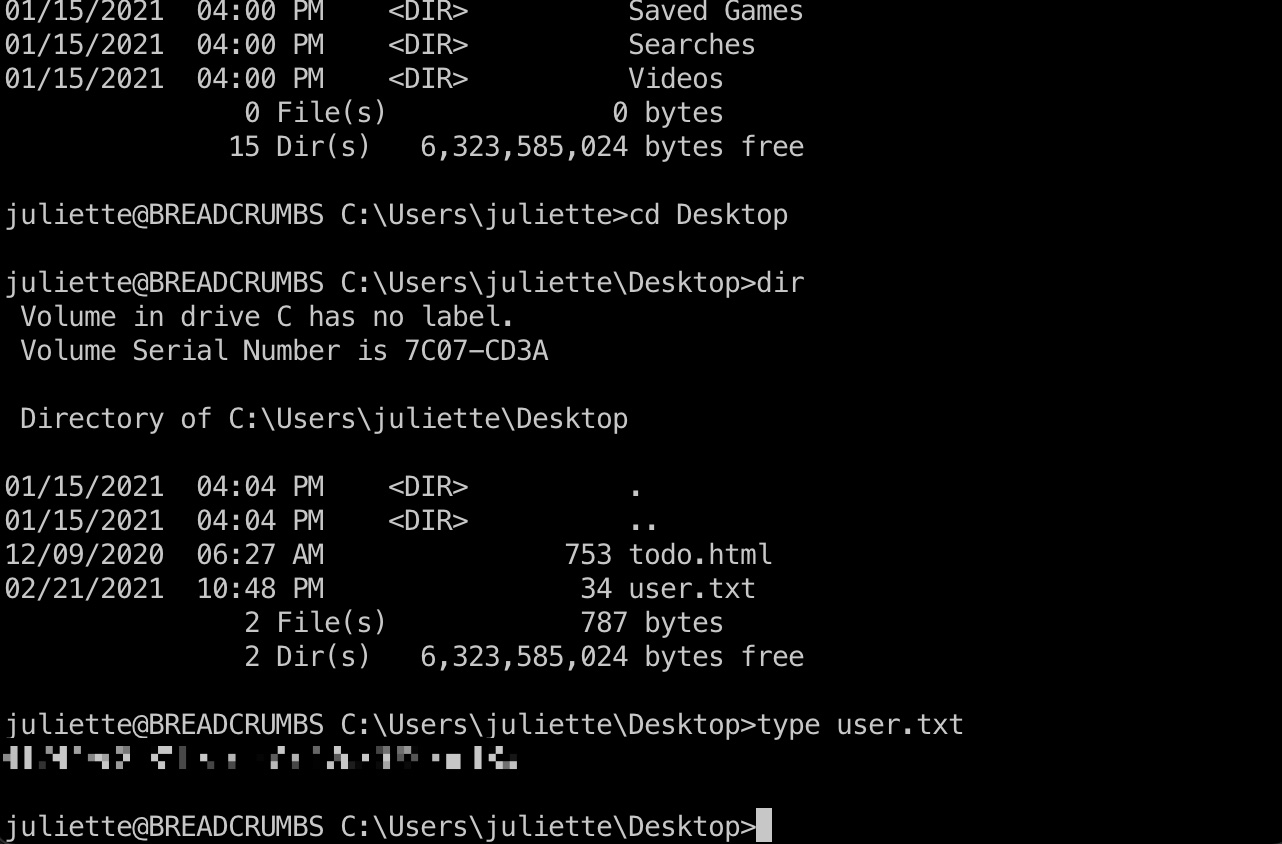 01/15/2021  04:00 PM    <DIR>          Saved Games
01/15/2021  04:00 PM    <DIR>          Searches
01/15/2021  04:00 PM    <DIR>          Videos
               0 File(s)              0 bytes
              15 Dir(s)   6,323,585,024 bytes free
juliette@BREADCRUMBS C:\Users\juliette>cd Desktop
juliette@BREADCRUMBS C:\Users\juliette\Desktop>dir
 Volume in drive C has no label.
 Volume Serial Number is 7C07-CD3A
 Directory of C:\Users\juliette\Desktop
01/15/2021  04:04 PM    <DIR>          .
01/15/2021  04:04 PM    <DIR>          ..
12/09/2020  06:27 AM               753 todo.html
02/21/2021  10:48 PM                34 user.txt
               2 File(s)            787 bytes
               2 Dir(s)   6,323,585,024 bytes free
juliette@BREADCRUMBS C:\Users\juliette\Desktop>type user.txt
juliette@BREADCRUMBS C:\Users\juliette\Desktop>